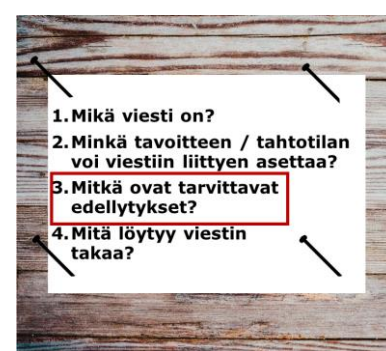 1. Mikä viesti on?
2. Minkä tavoitteen / tahtotilan
voi viestiin liittyen asettaa?
3. Mitkä ovat tarvittavat
edellytykset?
4. Mitä löytyy viestin
takaa?